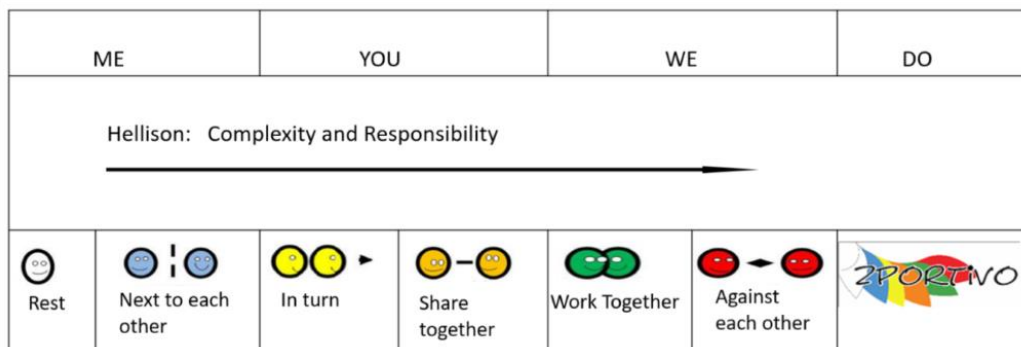 ME YOU WE DO
Hellison: Complexity and Responsibility
Rest
Next to each
other
In turn
Share
together
Work Together
Against
each other
2PORTiVO